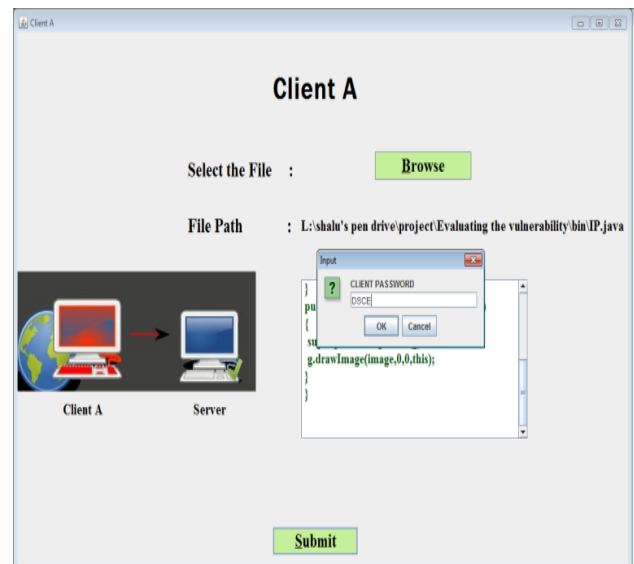 Client A
Client A
Select the File :
Browse
File Path : L:\shalu's pen drive\project\Evaluating the vulnerability\bin\IP.java
Input
CLIENT PASSWORD
DSCE
OK Cancel
}
pu
{
su
g.drawImage(image,0,0,this);
}
}
Client A Server
Submit